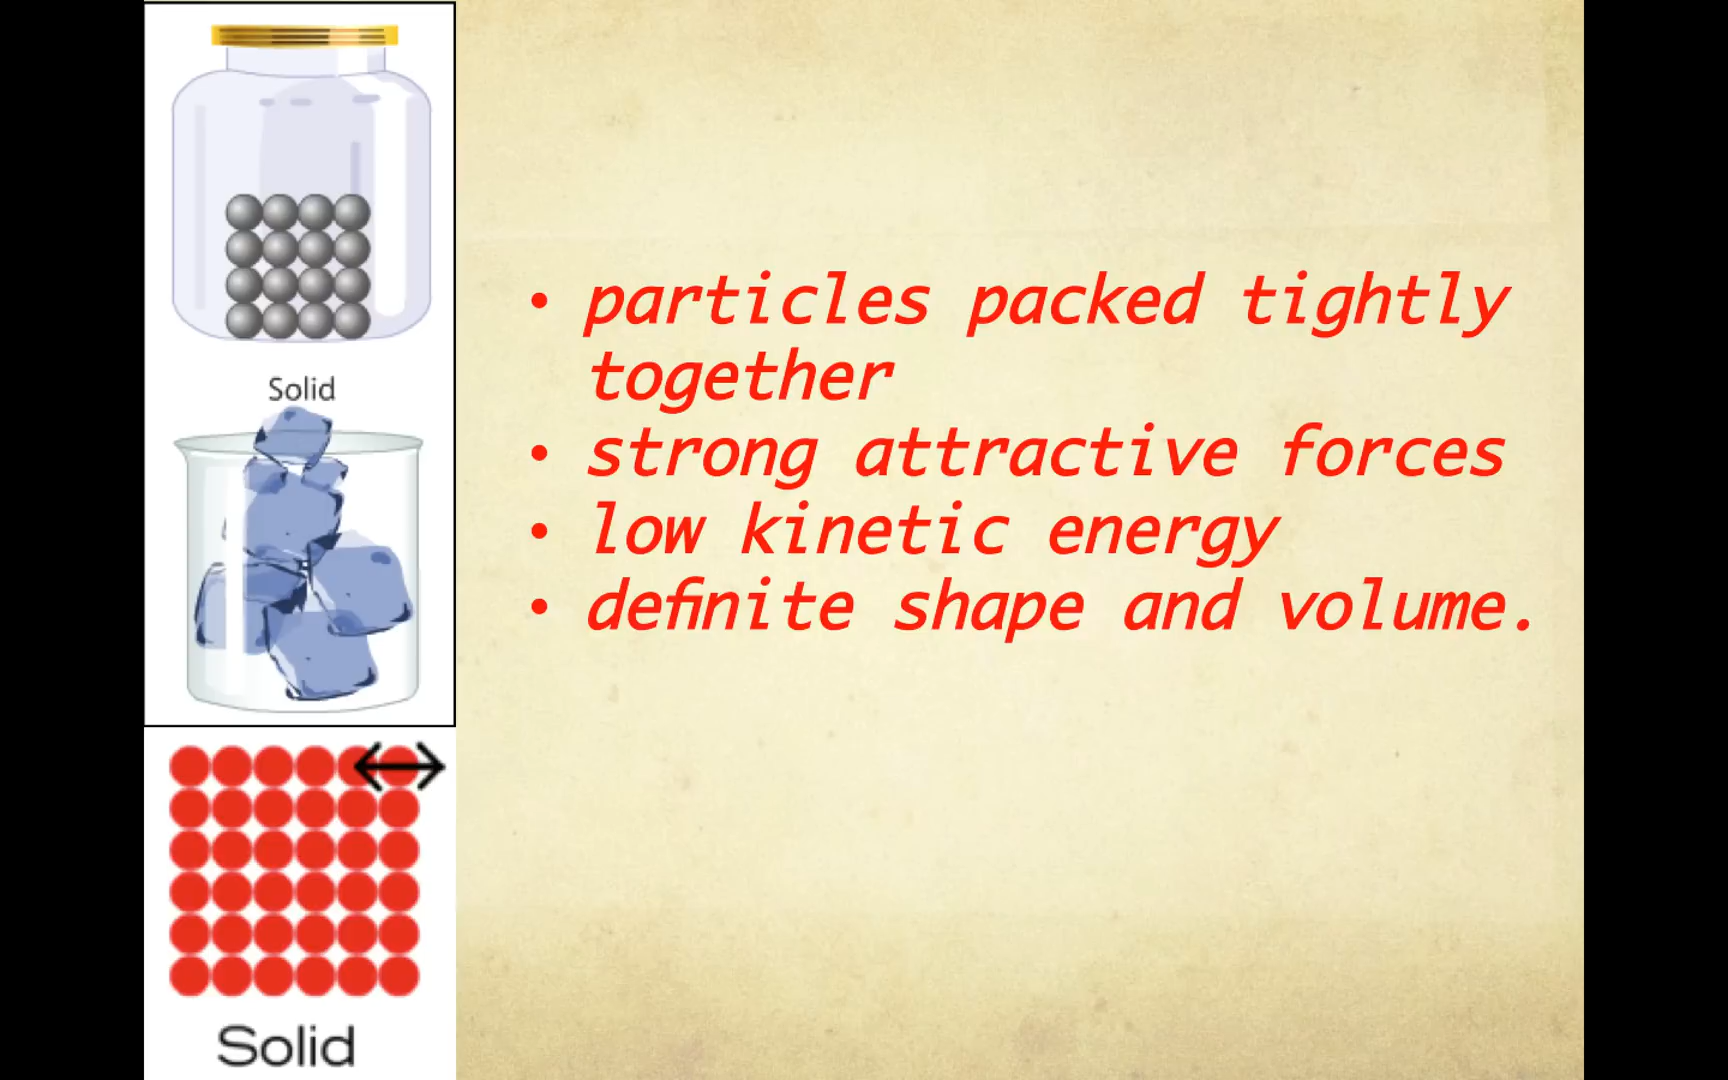 Solid
Solid
• particles packed tightly
together
• strong attractive forces
• low kinetic energy
• definite shape and volume.